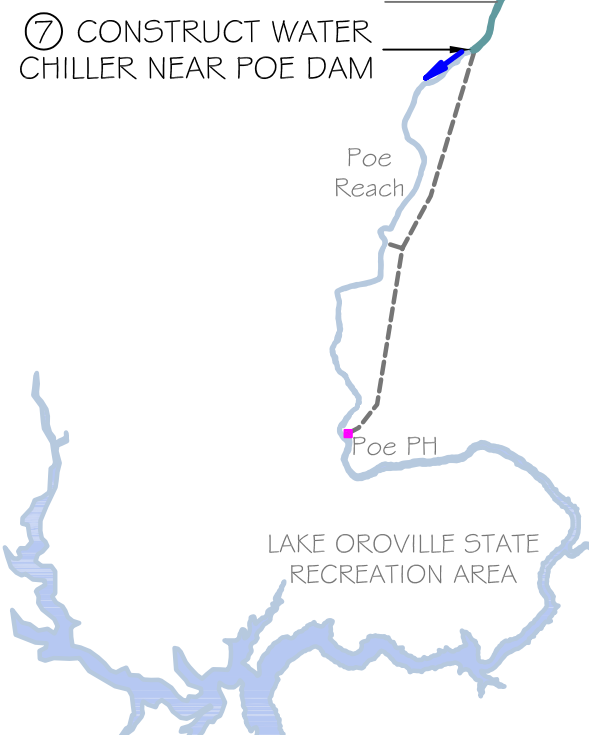 7 CONSTRUCT WATER
CHILLER NEAR POE DAM
Poe
Reach
Poe PH
LAKE OROVILLE STATE
RECREATION AREA